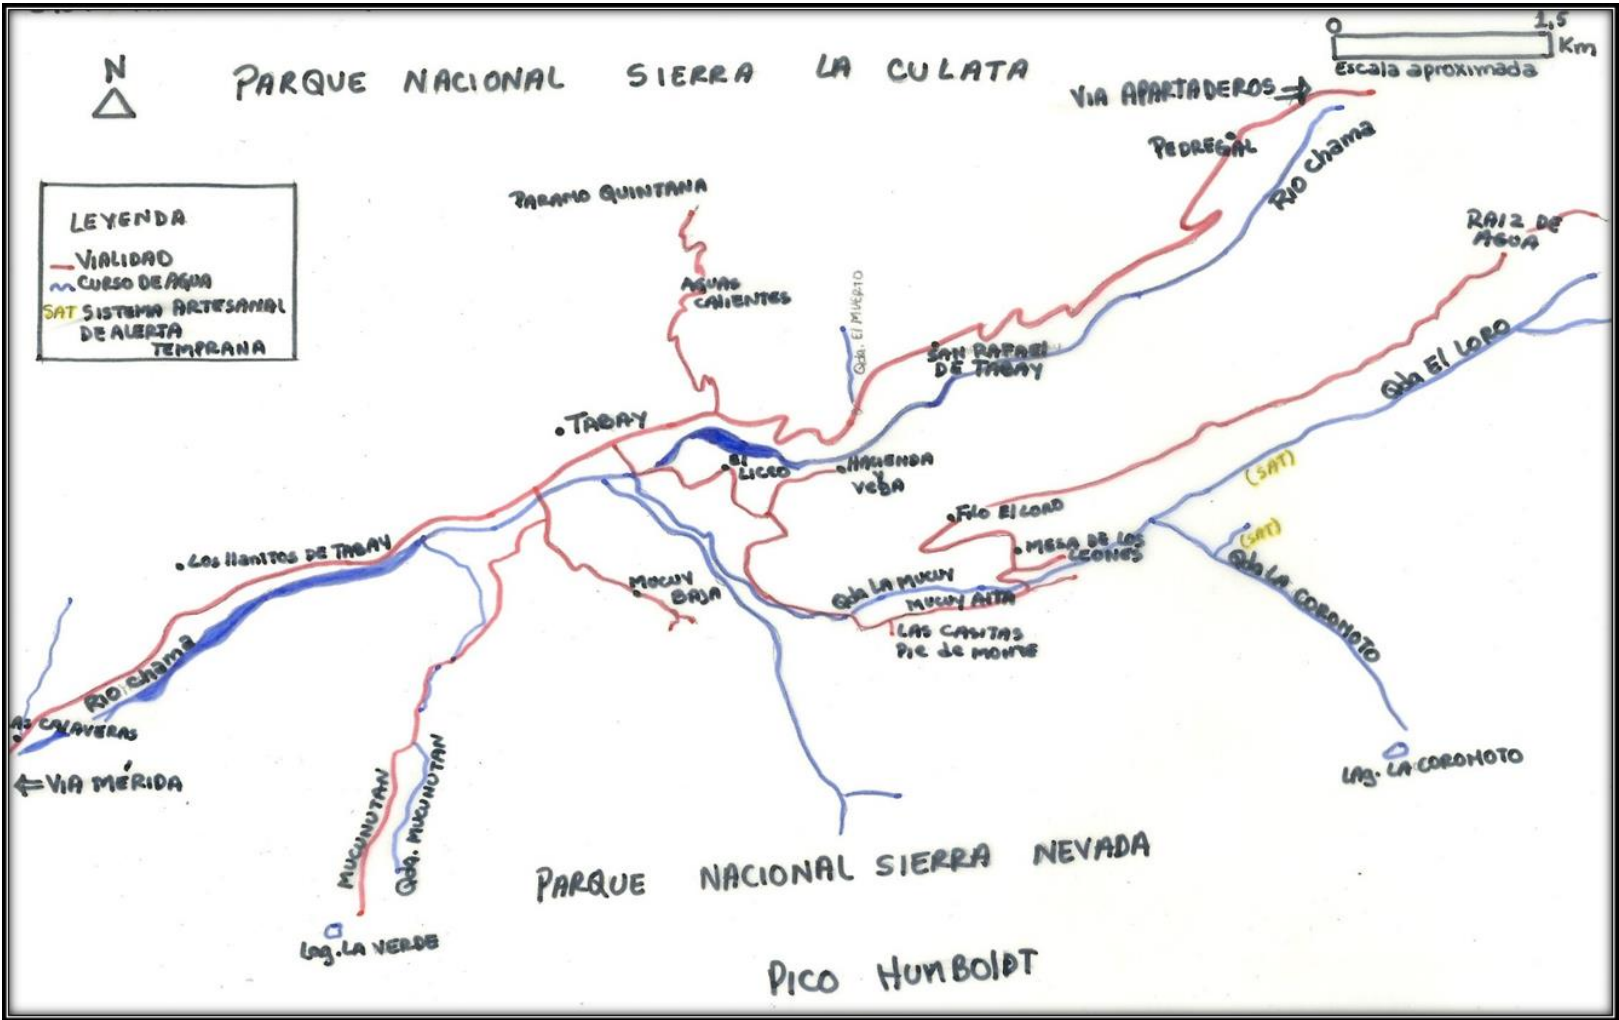 0 1,5
Km
Escala aproximada
N
PARQUE NACIONAL SIERRA LA CULATA
VIA APARTADEROS
PEDREGAL
RIO Chama
PARAMO QUINTANA
LEYENDA
VIALIDAD
CURSO DE AGUA
SAT SISTEMA ARTESANAL
DE ALERTA
TEMPRANA
AGUAS
CALIENTES
Qda. El MUERTO
RAIZ DE
AGUA
SAN RAFAEl
DE TABAY
Qda El LORO
TABAY
El
LICEO
HACIENDA
Y
VEGA
(SAT)
FILO El LORO
(SAT)
MESA DE LOS
LEONES
LOS llanitos DE TABAY
Qda LA MUCUY
MUCUY AlTA
Qda LA COROMOTO
MUCUY
BAJA
LAS CASITAS
PIE de MONTE
RIO Chama
AS CALAVERAS
VIA MÉRIDA
MUCUNUTAN
Qda. MUCUNUTAN
Lag. LA COROMOTO
PARQUE NACIONAL SIERRA NEVADA
Lag. LA VERDE
PICO HUMBOlDT